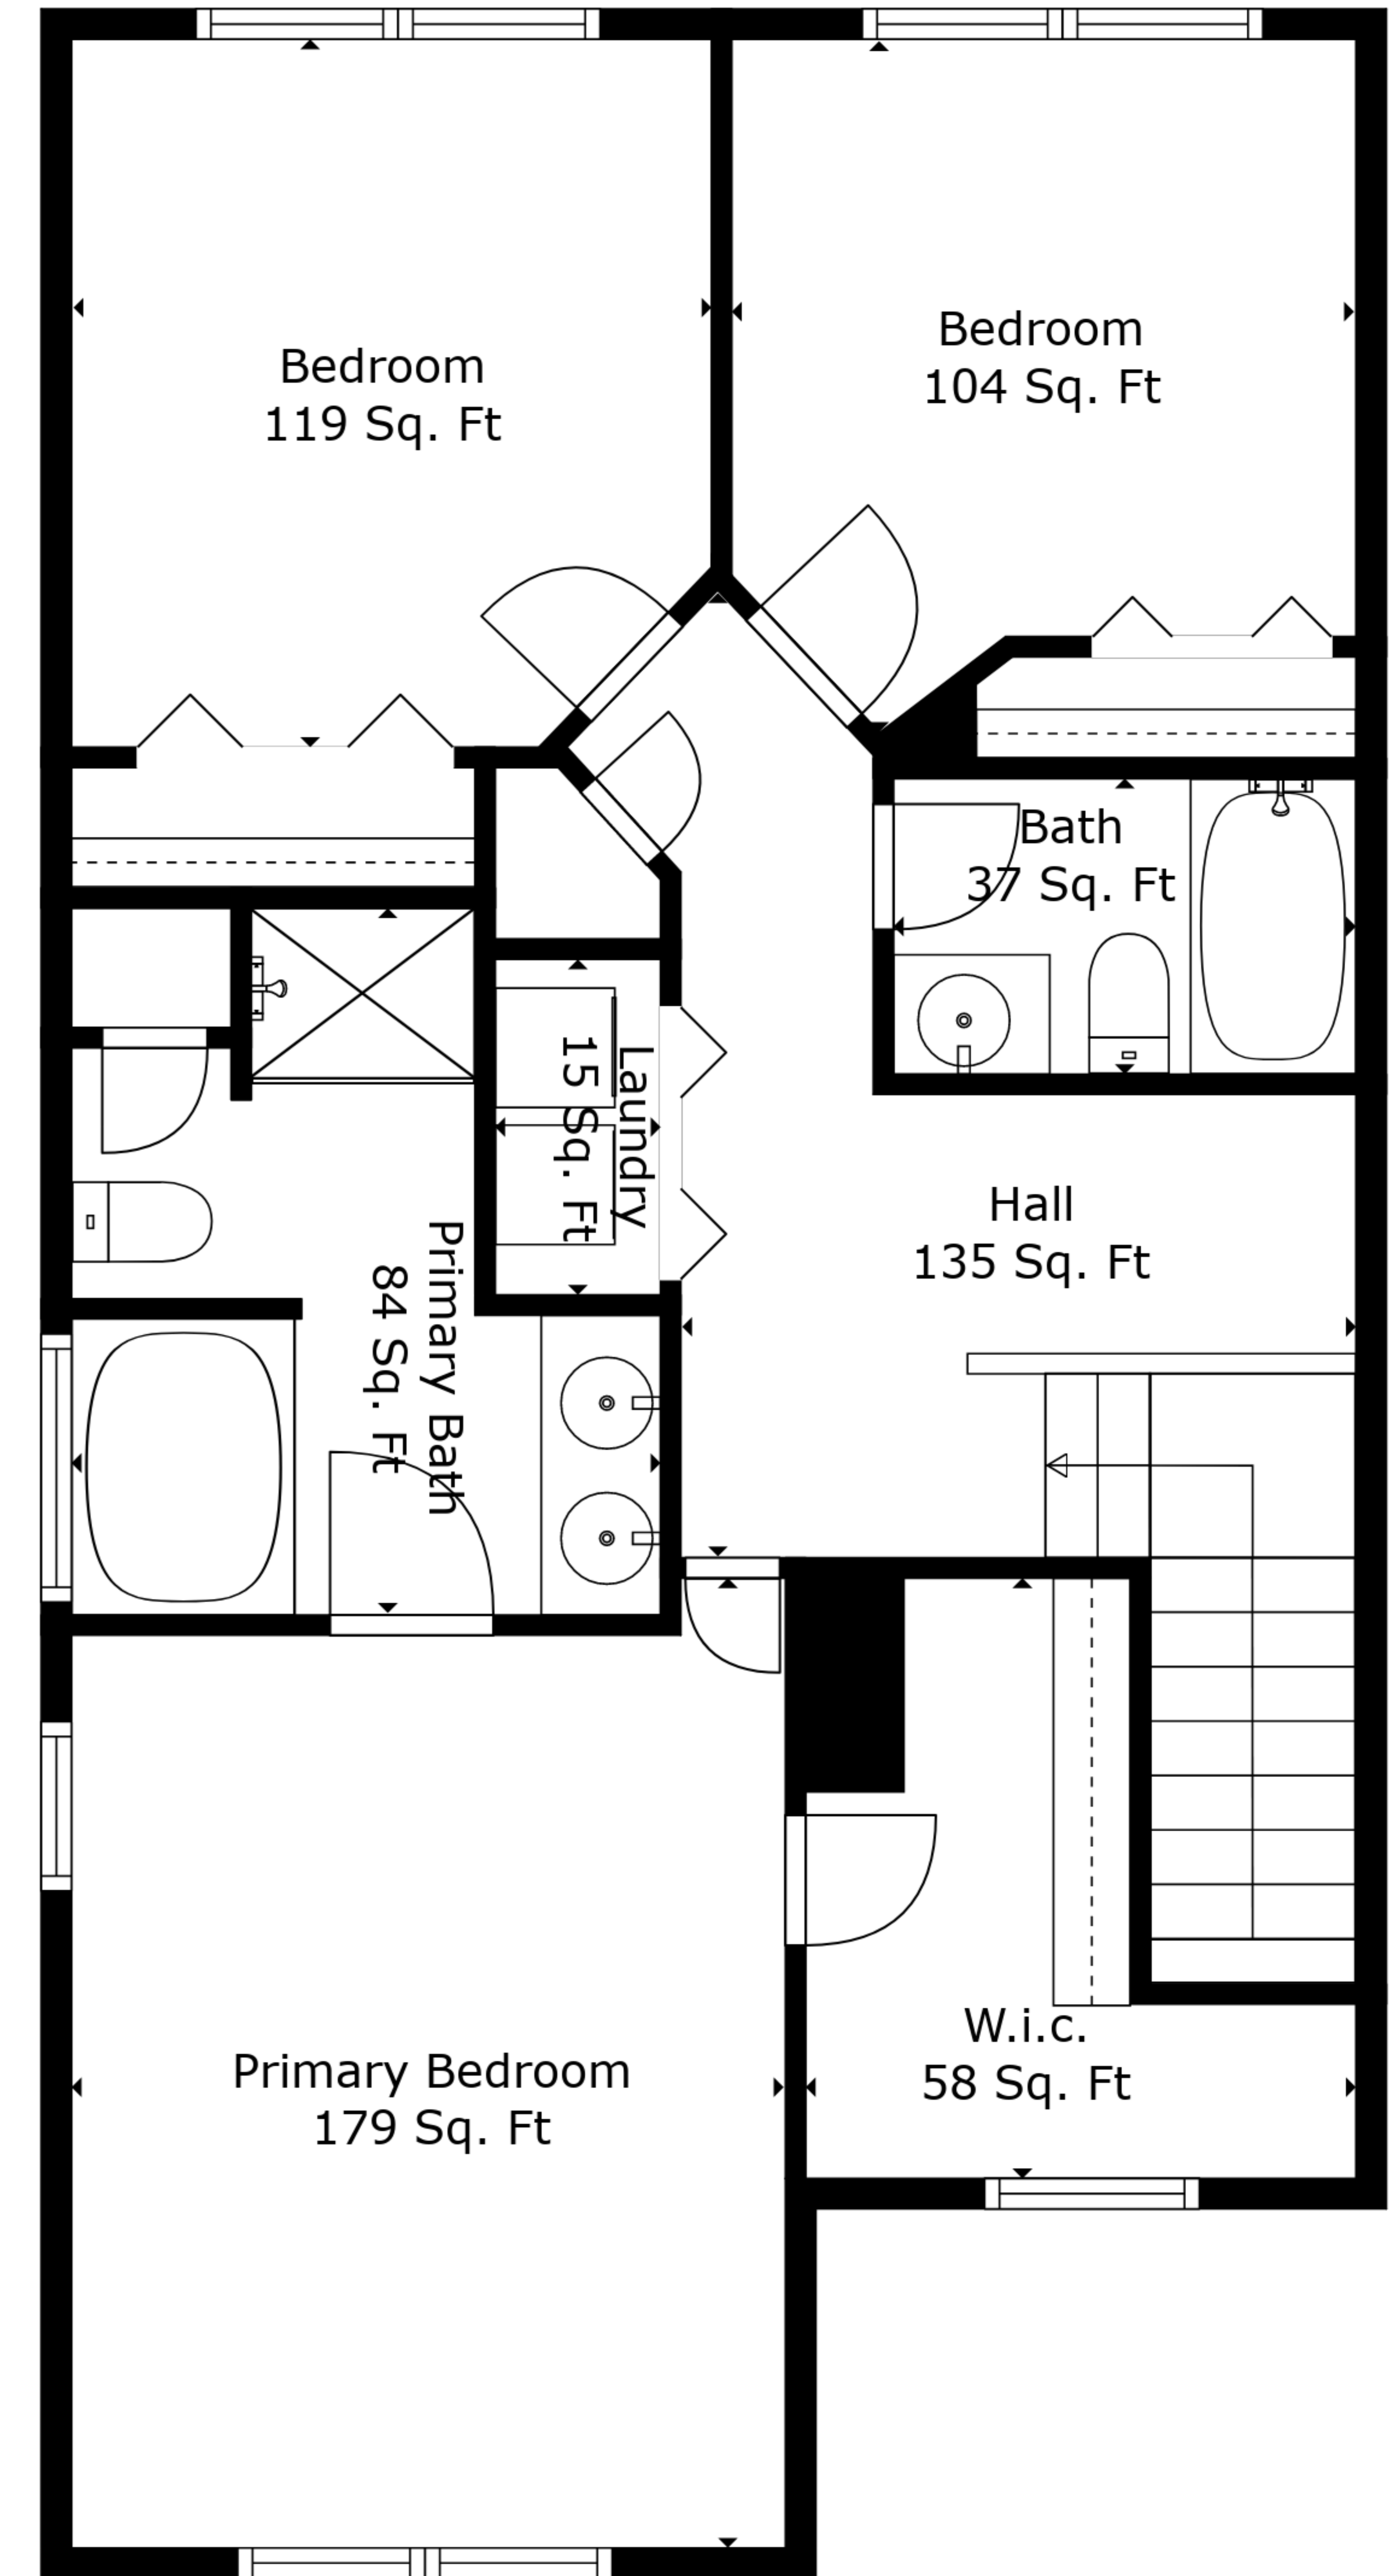 Bedroom
119 Sq. Ft
Bedroom
104 Sq. Ft
Bath
37 Sq. Ft
Laundry
15 Sq. Ft
Hall
135 Sq. Ft
Primary Bath
84 Sq. Ft
W.i.c.
58 Sq. Ft
Primary Bedroom
179 Sq. Ft